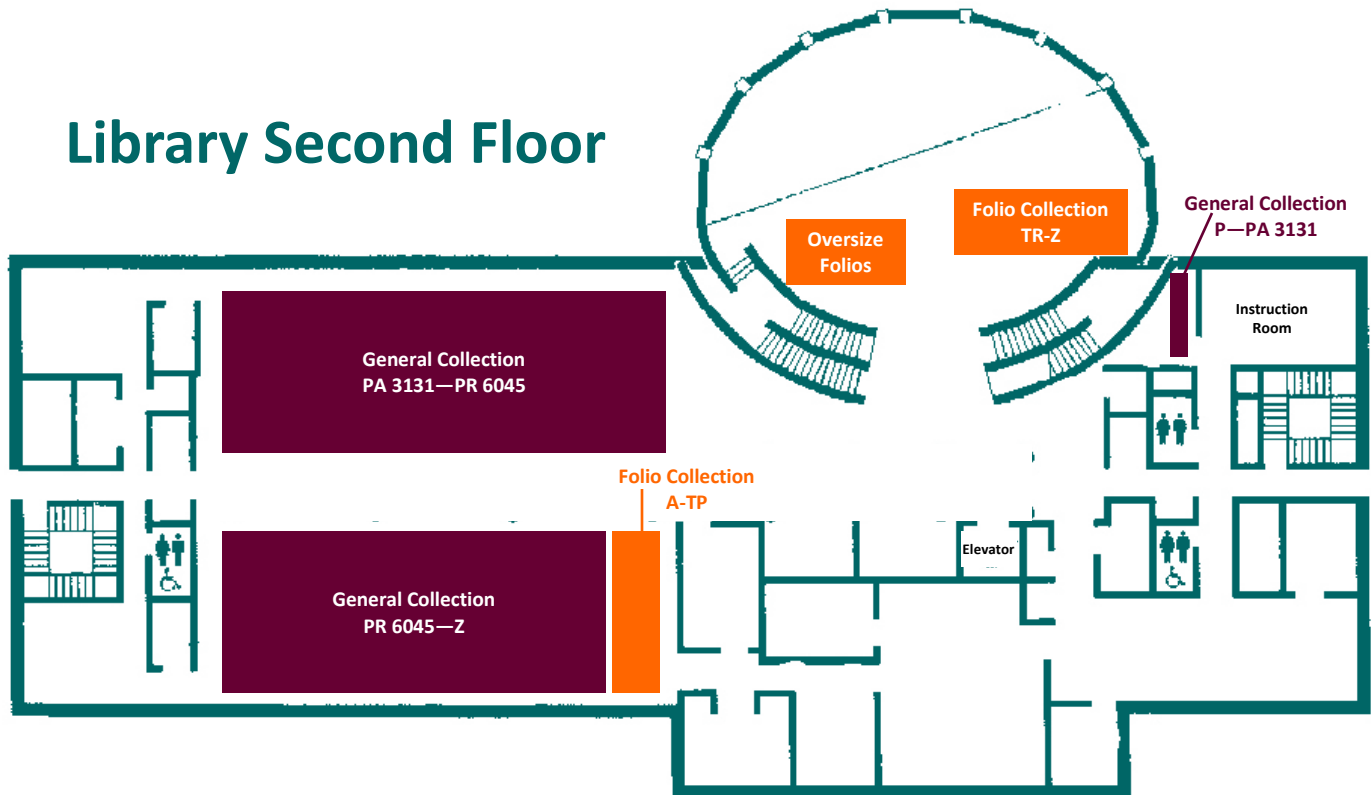 Library Second Floor
General Collection
P—PA 3131
Folio Collection
TR-Z
Oversize
Folios
Instruction
Room
General Collection
PA 3131—PR 6045
Folio Collection
A-TP
Elevator
General Collection
PR 6045—Z